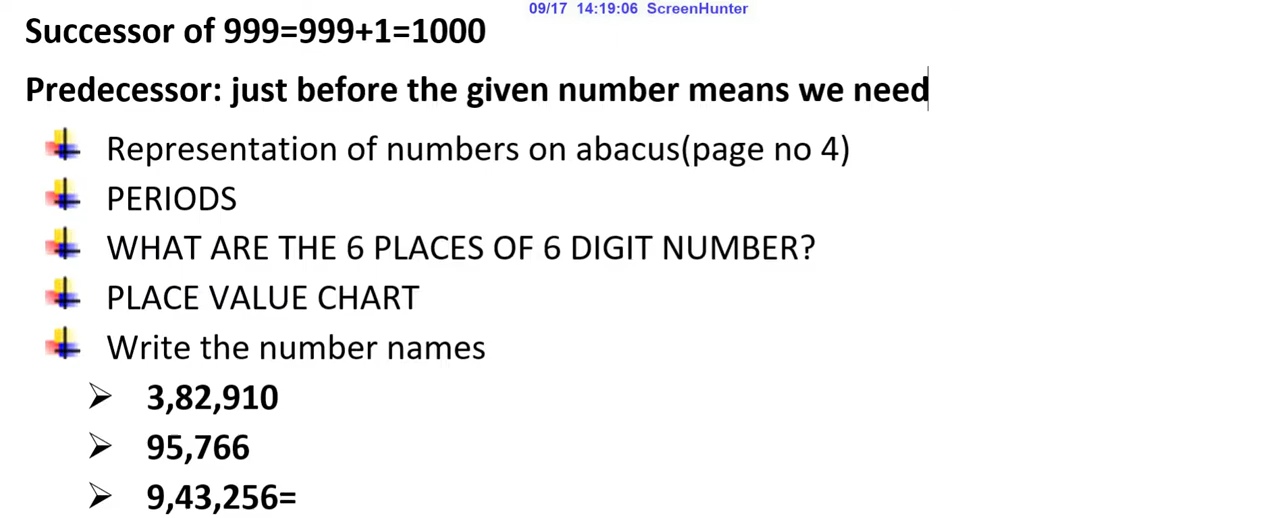 09/17 14:19:06 ScreenHunter
Successor of 999=999+1=1000
Predecessor: just before the given number means we need
Representation of numbers on abacus(page no 4)
PERIODS
WHAT ARE THE 6 PLACES OF 6 DIGIT NUMBER?
PLACE VALUE CHART
Write the number names
3,82,910
95,766
9,43,256=